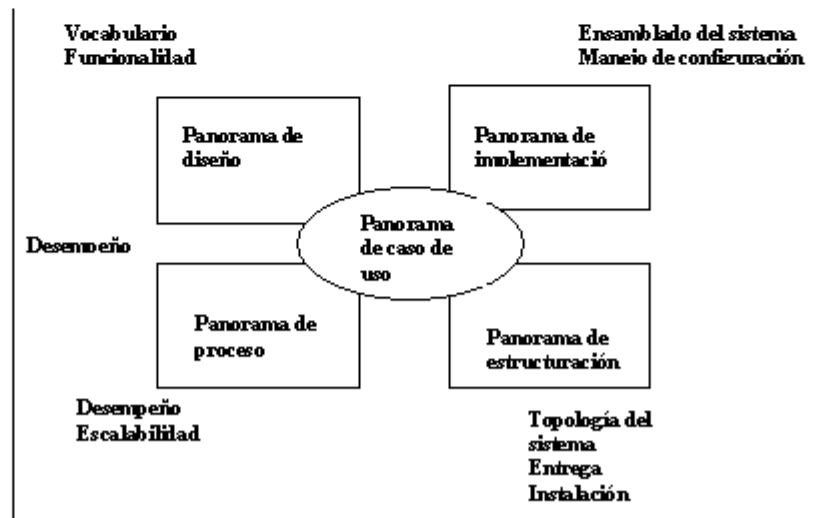 Vocabulario
Funcionalidad
Ensamblado del sistema
Manejo de configuración
Panorama de
diseño
Panorama de
implementació
Panorama
de caso de
uso
Desempeño
Panorama de
proceso
Panorama de
estructuración
Desempeño
Escalabilidad
Topología del
sistema
Entrega
Instalación